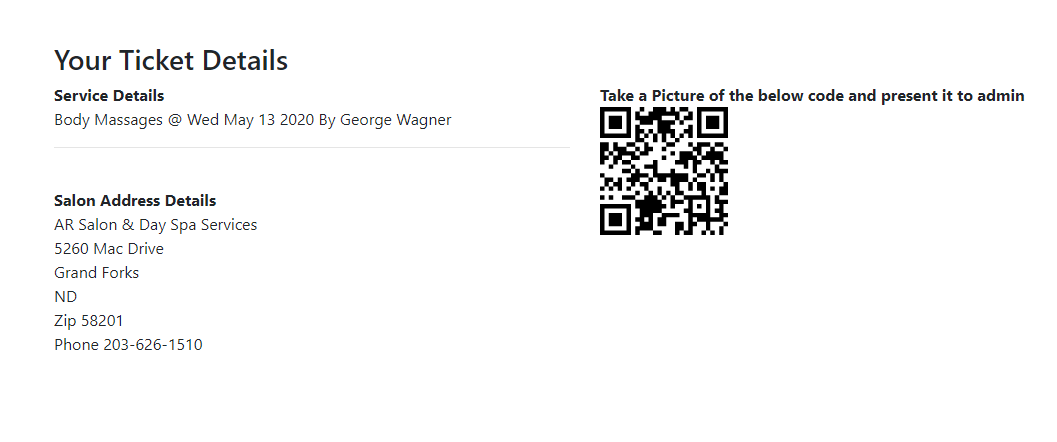 Your Ticket Details
Service Details
Body Massages @ Wed May 13 2020 By George Wagner
Salon Address Details
AR Salon & Day Spa Services
5260 Mac Drive
Grand Forks
ND
Zip 58201
Phone 203-626-1510
Take a Picture of the below code and present it to admin